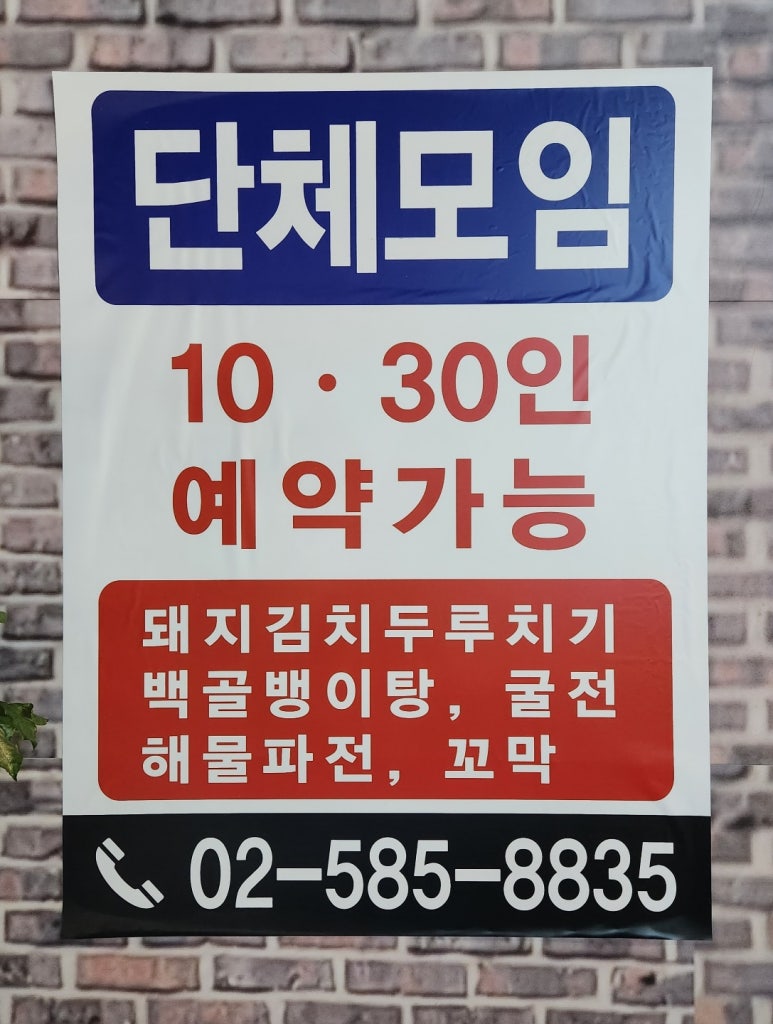 단체모임
10 · 30인
예약가능
돼지김치두루치기
백골뱅이탕, 굴전
해물파전, 꼬막
02-585-8835